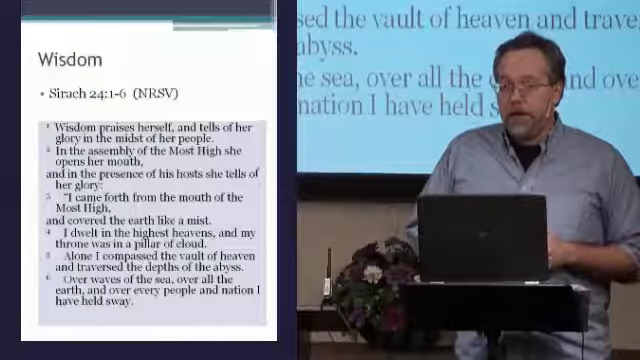 Wisdom
• Sirach 24:1-6 (NRSV)
1 Wisdom praises herself, and tells of her
glory in the midst of her people.
2 In the assembly of the Most High she
opens her mouth,
and in the presence of his hosts she tells of
her glory:
3 "I came forth from the mouth of the
Most High,
and covered the earth like a mist.
4 I dwelt in the highest heavens, and my
throne was in a pillar of cloud.
5 Alone I compassed the vault of heaven
and traversed the depths of the abyss.
6 Over waves of the sea, over all the
earth, and over every people and nation I
have held sway.
sed the vault of heaven and trave
abyss.
e sea, over all the and ove
nation I have held